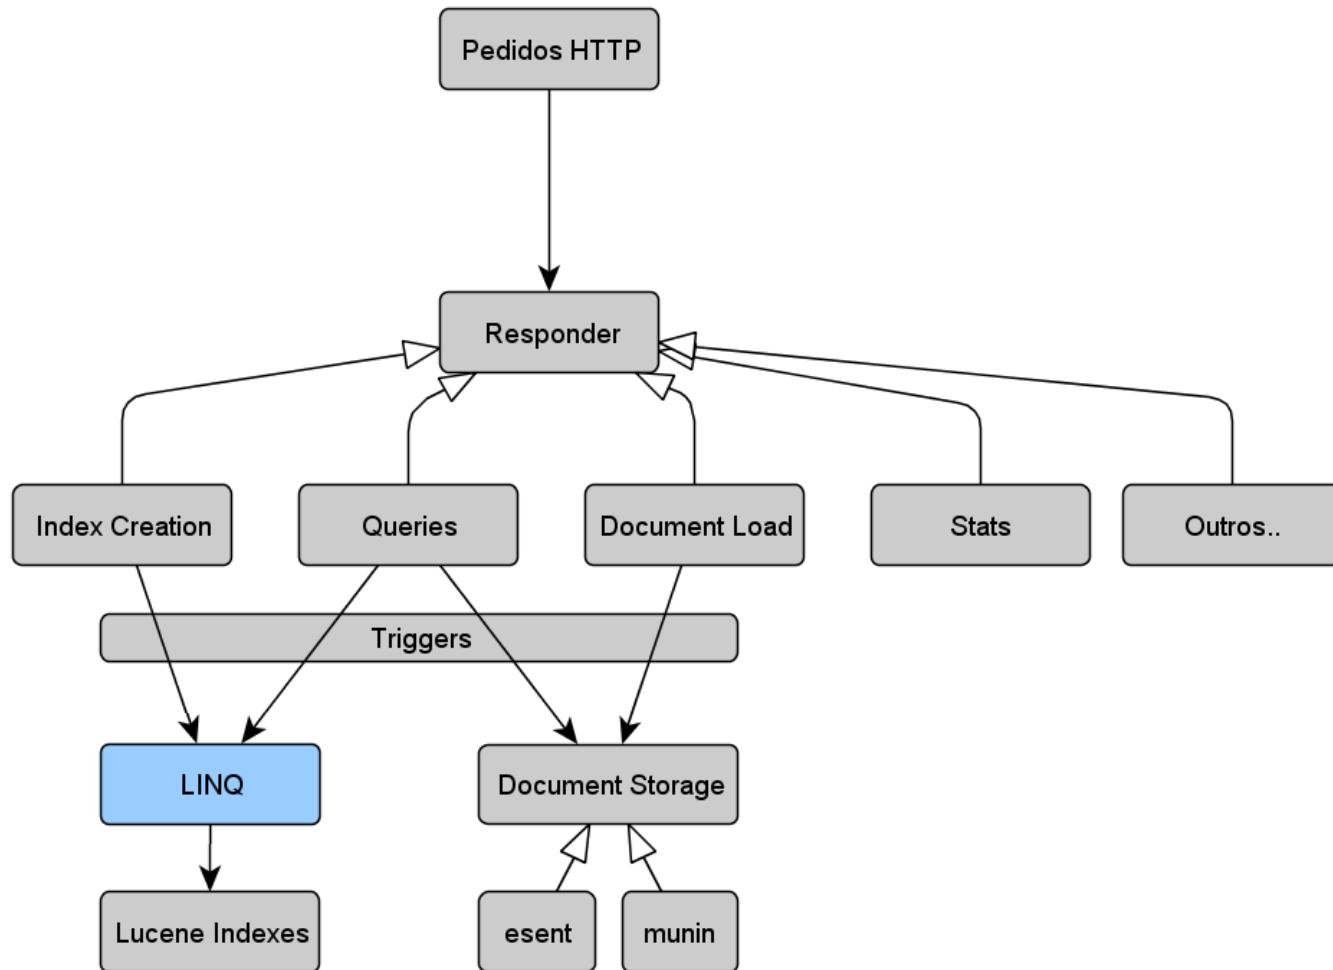 Pedidos HTTP
Responder
Index Creation
Queries
Document Load
Stats
Outros..
Triggers
LINQ
Document Storage
Lucene Indexes
esent
munin